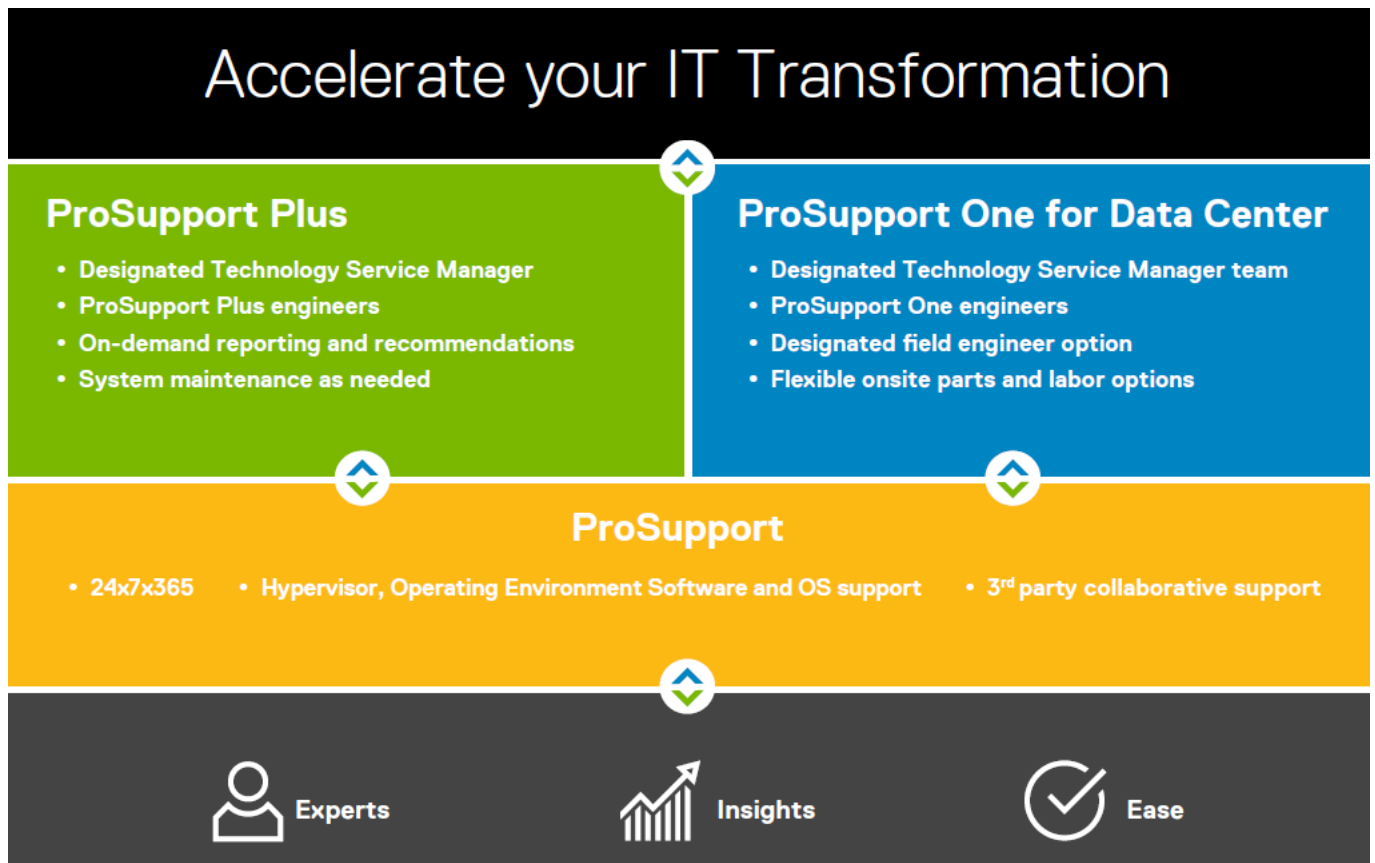 Accelerate your IT Transformation
ProSupport Plus
• Designated Technology Service Manager
• ProSupport Plus engineers
• On-demand reporting and recommendations
• System maintenance as needed
ProSupport One for Data Center
• Designated Technology Service Manager team
• ProSupport One engineers
• Designated field engineer option
• Flexible onsite parts and labor options
ProSupport
• 24x7x365 • Hypervisor, Operating Environment Software and OS support • 3rd party collaborative support
Experts Insights Ease